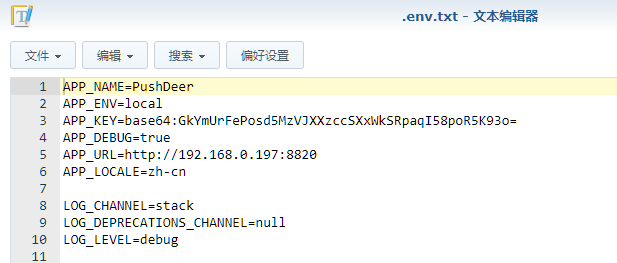 .env.txt - 文本编辑器
文件 编辑 搜索 偏好设置
1 APP_NAME=PushDeer
2 APP_ENV=local
3 APP_KEY=base64:GkYmUrFePosd5MzVJXXzccSXxWkSRpaqI58poR5K93o=
4 APP_DEBUG=true
5 APP_URL=http://192.168.0.197:8820
6 APP_LOCALE=zh-cn
7
8 LOG_CHANNEL=stack
9 LOG_DEPRECATIONS_CHANNEL=null
10 LOG_LEVEL=debug
11